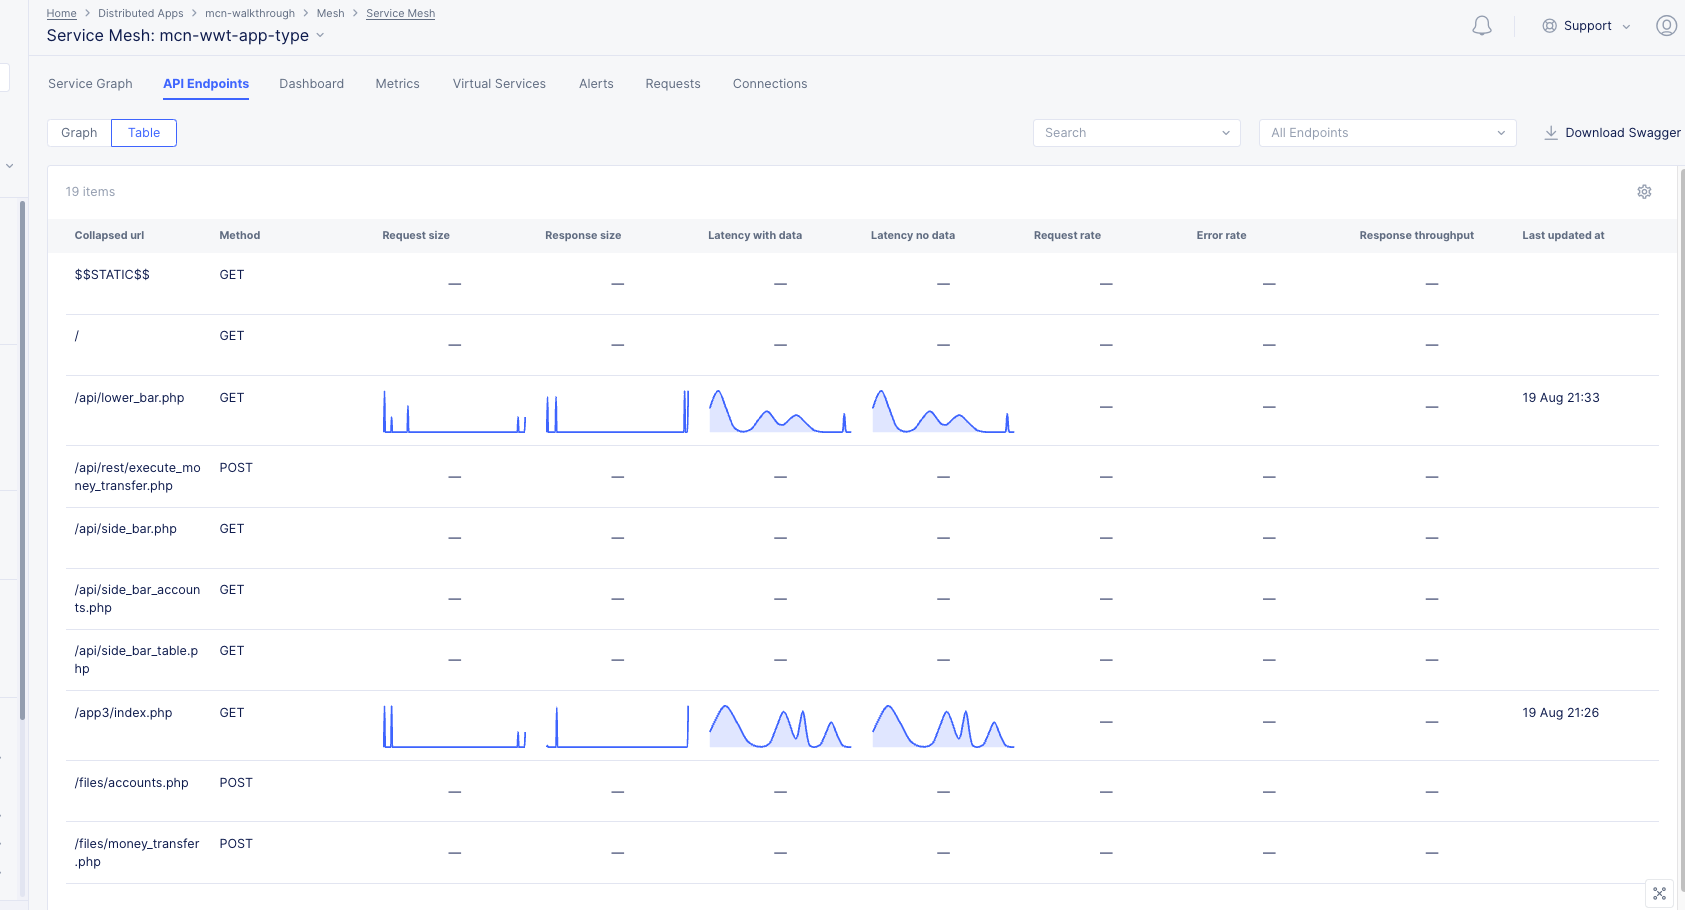 Home > Distributed Apps > mcn-walkthrough > Mesh > Service Mesh
Service Mesh: mcn-wwt-app-type
Support
Service Graph API Endpoints Dashboard Metrics Virtual Services Alerts Requests Connections
Graph Table Search All Endpoints Download Swagger
19 items
Collapsed url Method Request size Response size Latency with data Latency no data Request rate Error rate Response throughput Last updated at
$$STATIC$$ GET — — — — — — —
/ GET — — — — — — —
/api/lower_bar.php GET — — — 19 Aug 21:33
/api/rest/execute_mo POST — — — — — — —
ney_transfer.php
/api/side_bar.php GET — — — — — — —
/api/side_bar_accoun GET — — — — — — —
ts.php
/api/side_bar_table.p GET — — — — — — —
hp
/app3/index.php GET — — — 19 Aug 21:26
/files/accounts.php POST — — — — — — —
/files/money_transfer POST — — — — — — —
.php